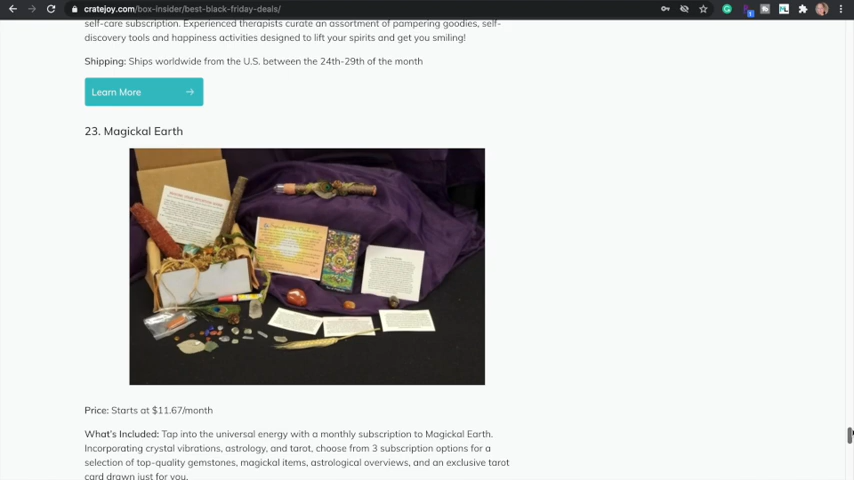 cratejoy.com/box-insider/best-black-friday-deals/
self-care subscription. Experienced therapists curate an assortment of pampering goodies, self-
discovery tools and happiness activities designed to lift your spirits and get you smiling!
Shipping: Ships worldwide from the U.S. between the 24th-29th of the month
Learn More
23. Magickal Earth
Price: Starts at $11.67/month
What's Included: Tap into the universal energy with a monthly subscription to Magickal Earth.
Incorporating crystal vibrations, astrology, and tarot, choose from 3 subscription options for a
selection of top-quality gemstones, magickal items, astrological overviews, and an exclusive tarot
card drawn just for you.